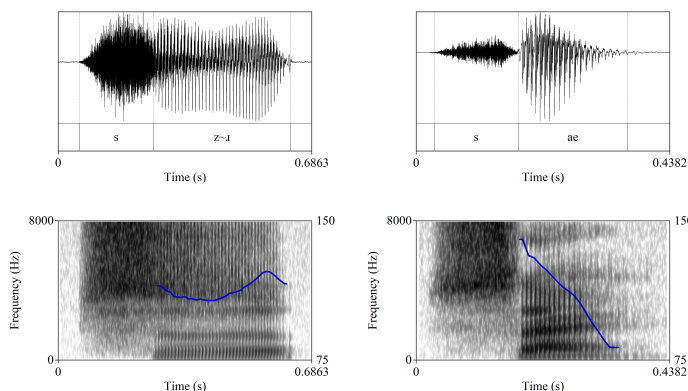 s z~ɹ
0 0.6863
Time (s)
s ae
0 0.4382
Time (s)
8000 150
Frequency (Hz)
0 75
0 0.6863
Time (s)
8000 150
Frequency (Hz)
0 75
0 0.4382
Time (s)